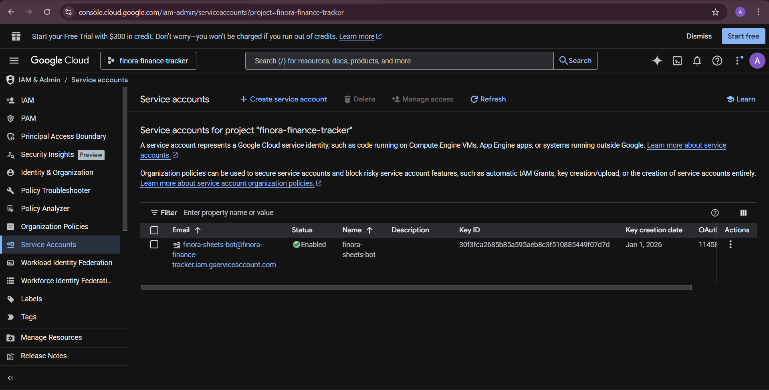 console.cloud.google.com/iam-admin/serviceaccounts?project=finora-finance-tracker
A
Start your Free Trial with $300 in credit. Don't worry—you won't be charged if you run out of credits. Learn more
Dismiss
Start free
Google Cloud
finora-finance-tracker
Search (/) for resources, docs, products, and more
Search
A
IAM & Admin / Service accounts
IAM
PAM
Principal Access Boundary
Security Insights Preview
Identity & Organization
Policy Troubleshooter
Policy Analyzer
Organization Policies
Service Accounts
Workload Identity Federation
Workforce Identity Federati...
Labels
Tags
Manage Resources
Release Notes
Service accounts
Create service account
Delete
Manage access
Refresh
Learn
Service accounts for project "finora-finance-tracker"
A service account represents a Google Cloud service identity, such as code running on Compute Engine VMs, App Engine apps, or systems running outside Google. Learn more about service
accounts.
Organization policies can be used to secure service accounts and block risky service account features, such as automatic IAM Grants, key creation/upload, or the creation of service accounts entirely.
Learn more about service account organization policies.
Filter Enter property name or value
Email Status Name Description Key ID Key creation date OAut Actions
finora-sheets-bot@finora- Enabled finora- 30f3fca2685b85a595aeb8c3f510885449f07d7d Jan 1, 2026 1145
finance- sheets-bot
tracker.iam.gserviceaccount.com